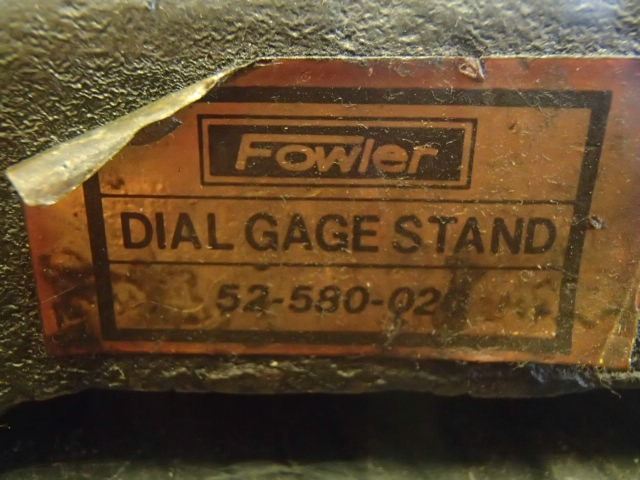 Fowler
DIAL GAGE STAND
52-580-020